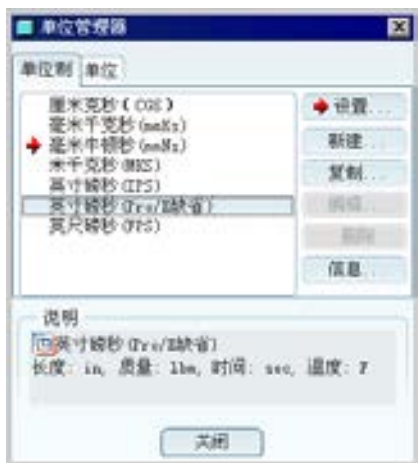 单位管理器
单位制 单位
厘米克秒(CGS)
毫米千克秒(mmKs)
毫米牛顿秒(mmNs)
米千克秒(MKS)
英寸磅秒(IPS)
英寸磅秒(Pro/E缺省)
英尺磅秒(FPS)
设置...
新建...
复制...
编辑...
删除
信息...
说明
英寸磅秒(Pro/E缺省)
长度: in, 质量: lbm, 时间: sec, 温度: F
关闭